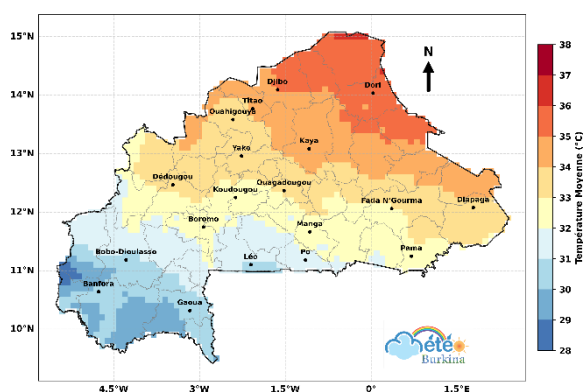 15°N
14°N
13°N
12°N
11°N
10°N
4.5°W
3°W
1.5°W
0°
1.5°E
N
Djibo
Dori
Titao
Ouahigouya
Kaya
Yako
Dédougou
Ouagadougou
Koudougou
Fada N'Gourma
Diapaga
Boromo
Manga
Bobo-Dioulasso
Léo
Po
Pama
Banfora
Gaoua
météo
Burkina
38
37
36
35
34
33
32
31
30
29
28
Température Moyenne (°C)